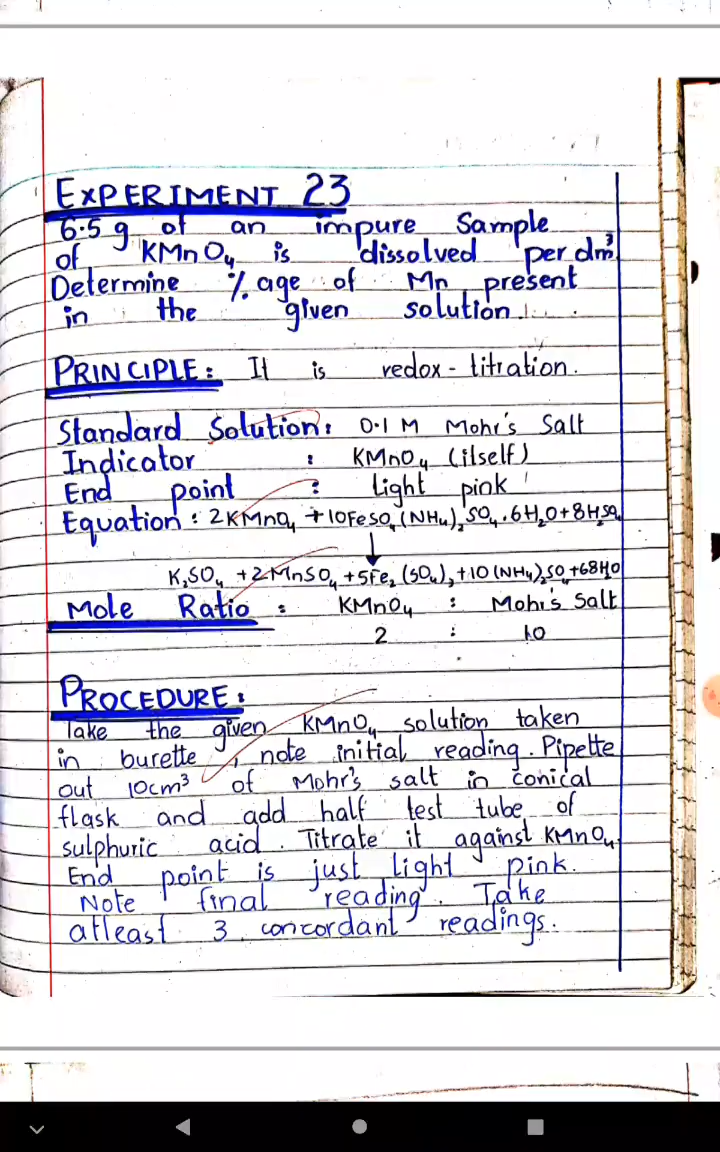 EXPERIMENT 23
6.5 g of an impure Sample
of KMnO₄ is dissolved per dm³
Determine %age of Mn present
in the given solution.
PRINCIPLE: It is redox-titration.
Standard Solution: 0.1 M Mohr's Salt
Indicator : KMnO₄ (itself)
End point : light pink
Equation: 2KMnO₄ + 10FeSO₄(NH₄)₂SO₄.6H₂O+8H₂SO₄
↓
K₂SO₄ +2MnSO₄+5Fe₂(SO₄)₃+10(NH₄)₂SO₄+68H₂O
Mole Ratio : KMnO₄ : Mohr's Salt
2 : 10
PROCEDURE:
Take the given KMnO₄ solution taken
in burette, note initial reading. Pipette
out 10cm³ of Mohr's salt in conical
flask and add half test tube of
sulphuric acid. Titrate it against KMnO₄.
End point is just light pink.
Note final reading. Take
atleast 3 concordant readings.